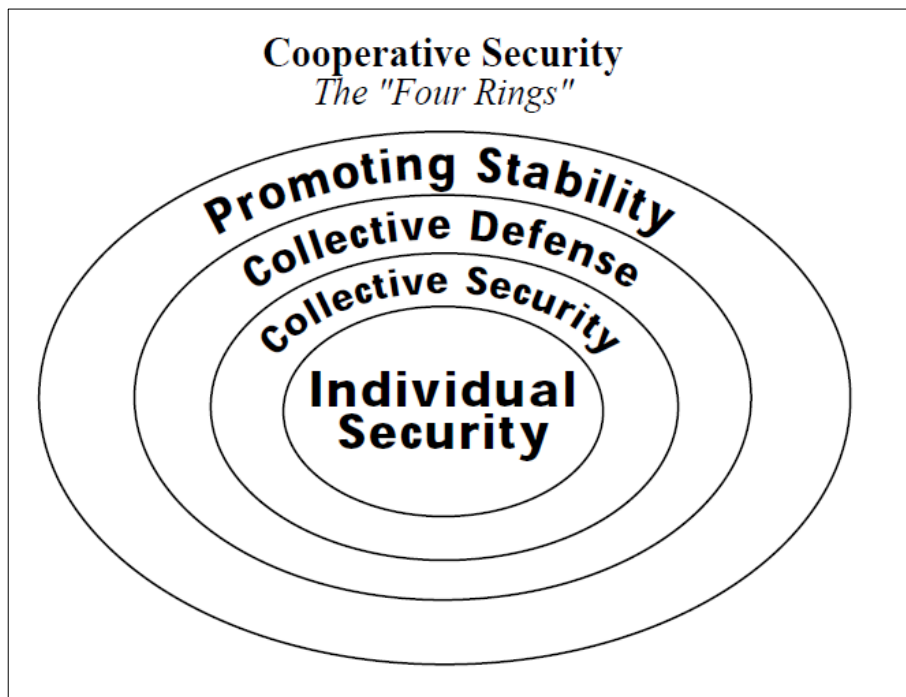 Cooperative Security
The "Four Rings"
Promoting Stability
Collective Defense
Collective Security
Individual
Security